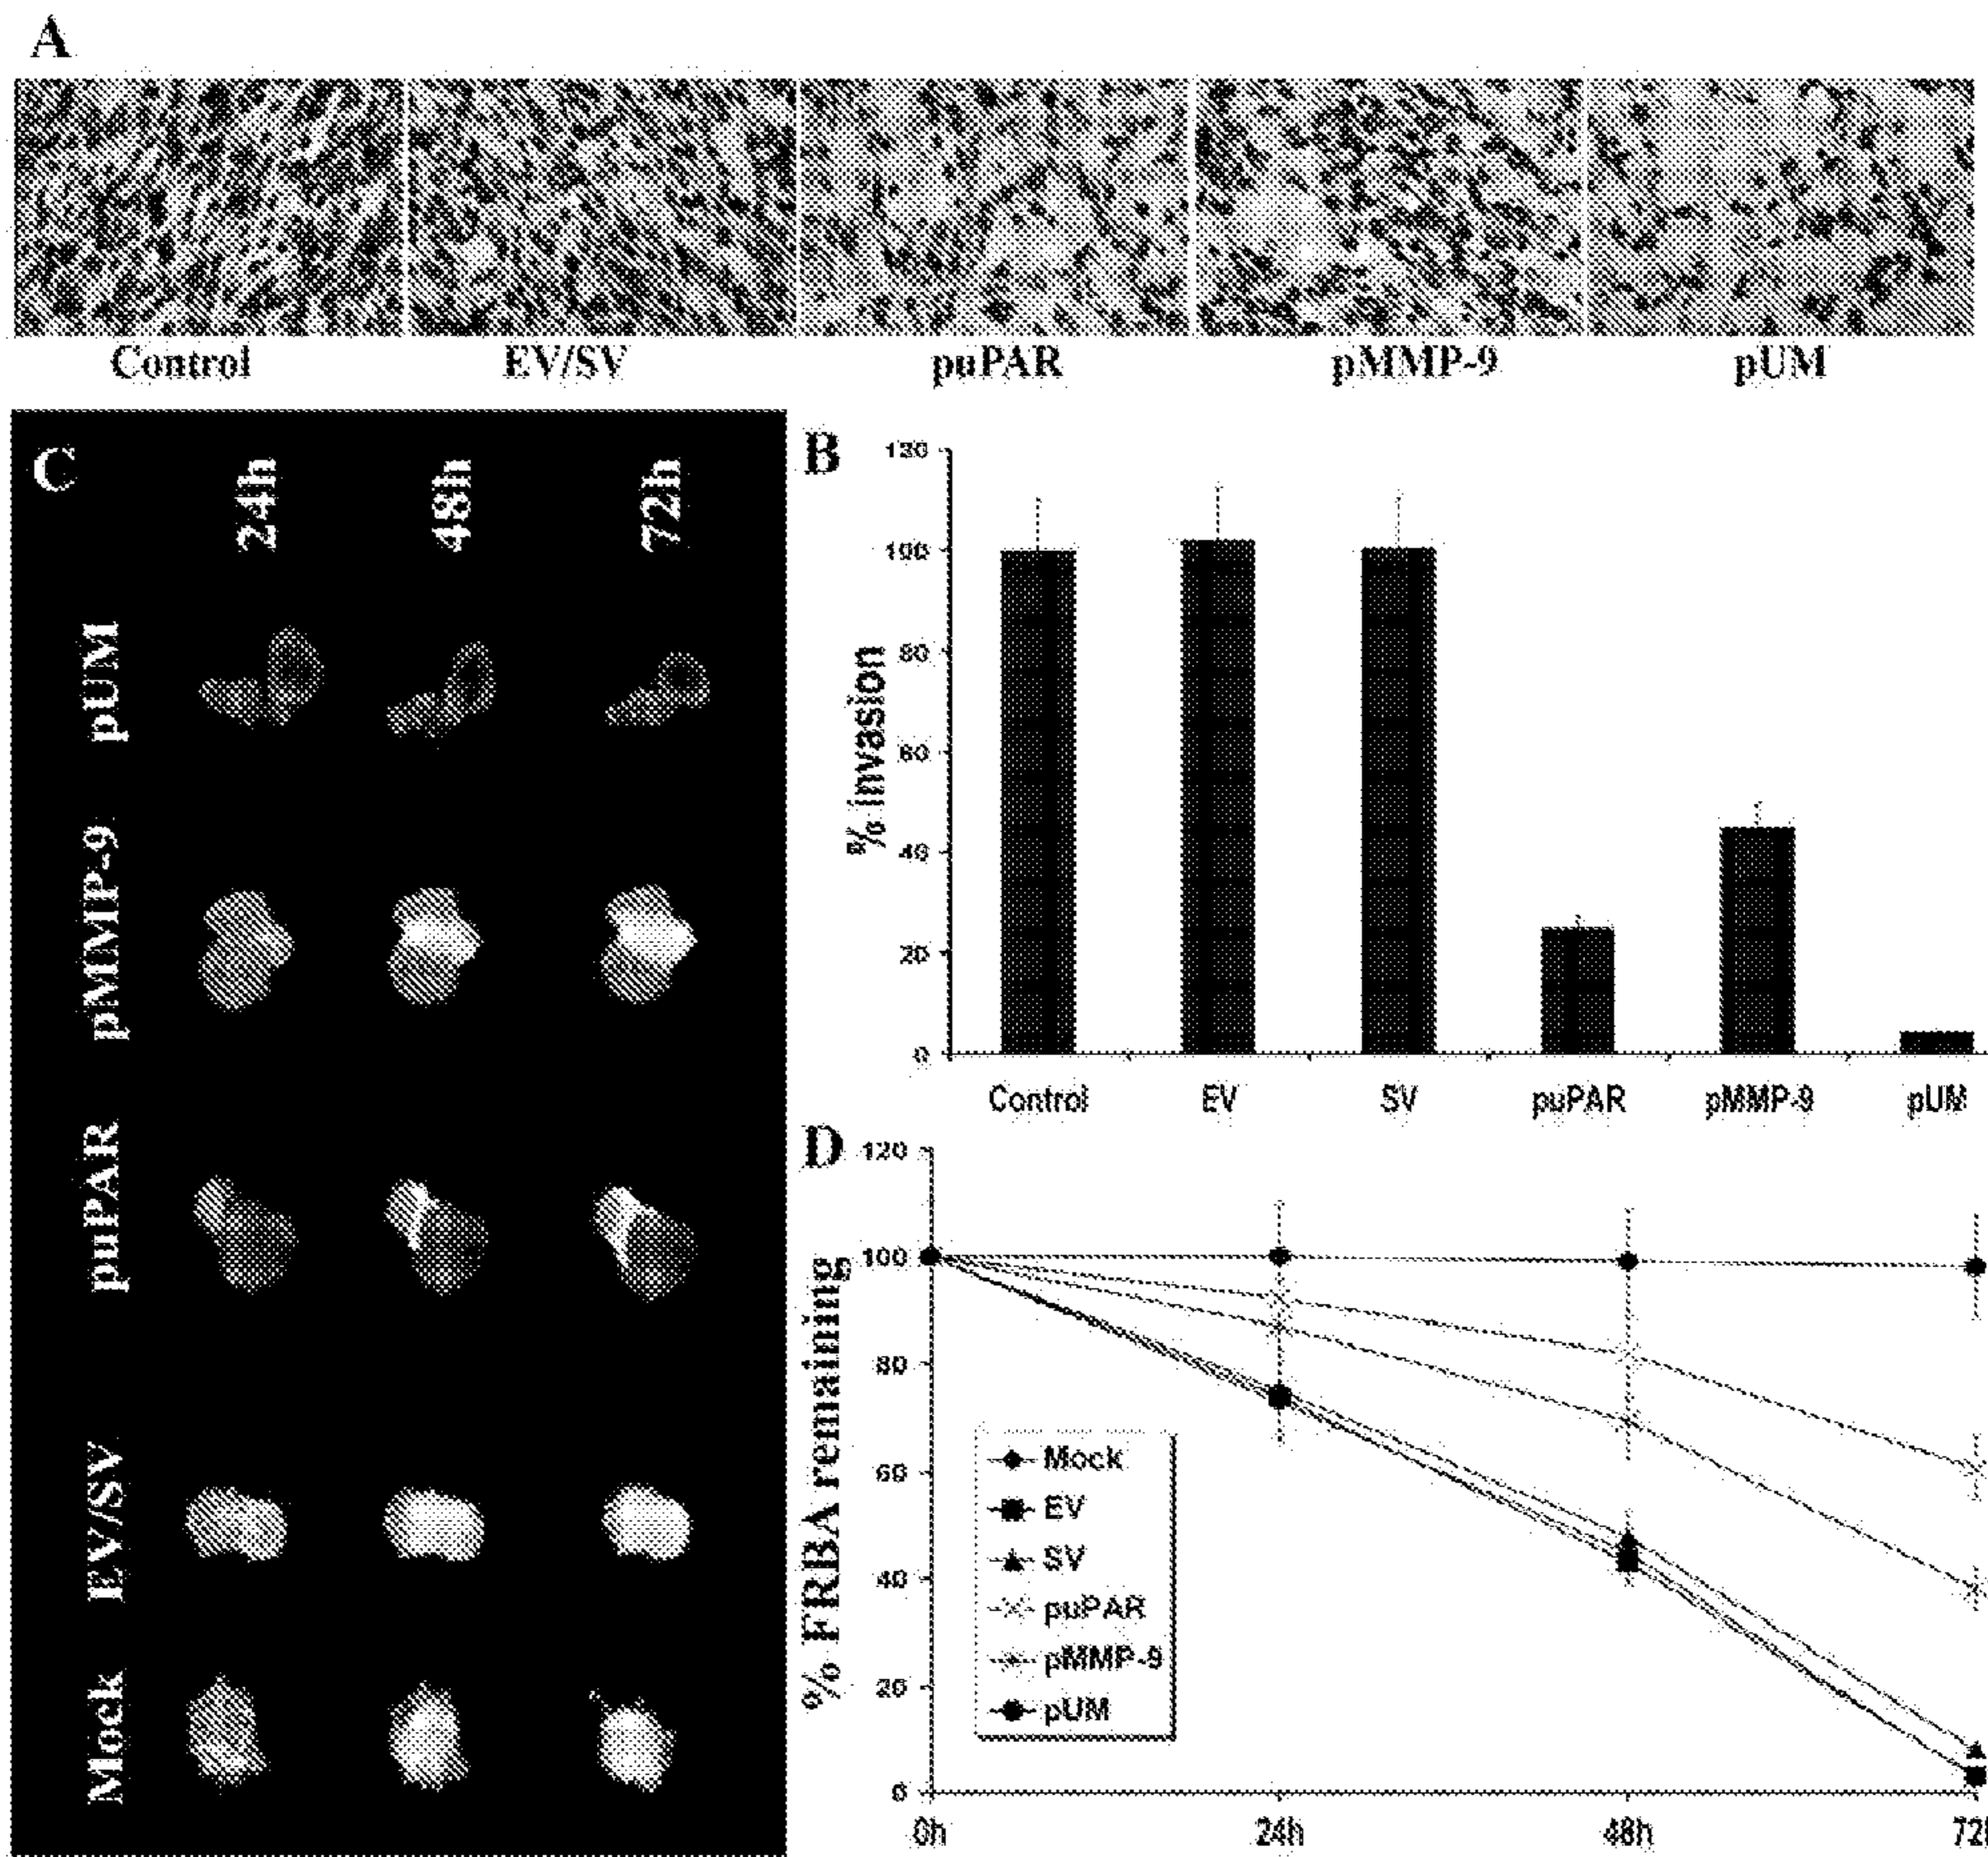 A
Control EV/SV puPAR pMMP-9 pUM
C
24h 48h 72h
pUM
pMMP-9
puPAR
EV/SV
Mock
B
120
100
80
60
40
20
0
% invasion
Control EV SV puPAR pMMP-9 pUM
D
120
100
80
60
40
20
0
% FRBA remaining
Mock
EV
SV
puPAR
pMMP-9
pUM
0h 24h 48h 72h